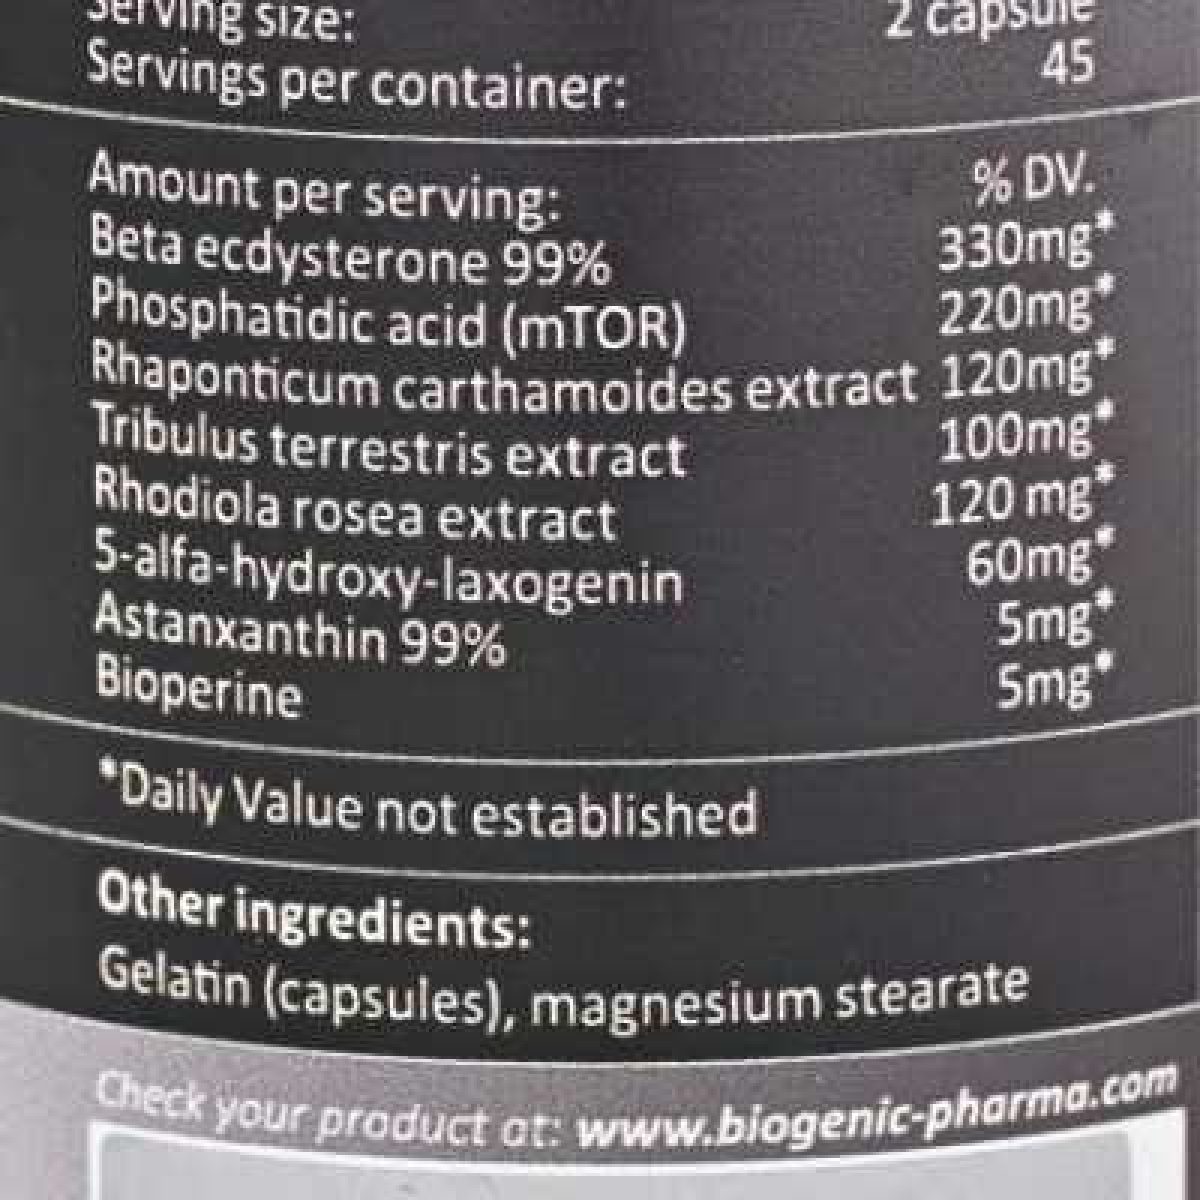 Serving size: 2 capsule
Servings per container: 45
Amount per serving: % DV.
Beta ecdysterone 99% 330mg*
Phosphatidic acid (mTOR) 220mg*
Rhaponticum carthamoides extract 120mg*
Tribulus terrestris extract 100mg*
Rhodiola rosea extract 120 mg*
5-alfa-hydroxy-laxogenin 60mg*
Astanxanthin 99% 5mg*
Bioperine 5mg*
*Daily Value not established
Other ingredients:
Gelatin (capsules), magnesium stearate
Check your product at: www.biogenic-pharma.com